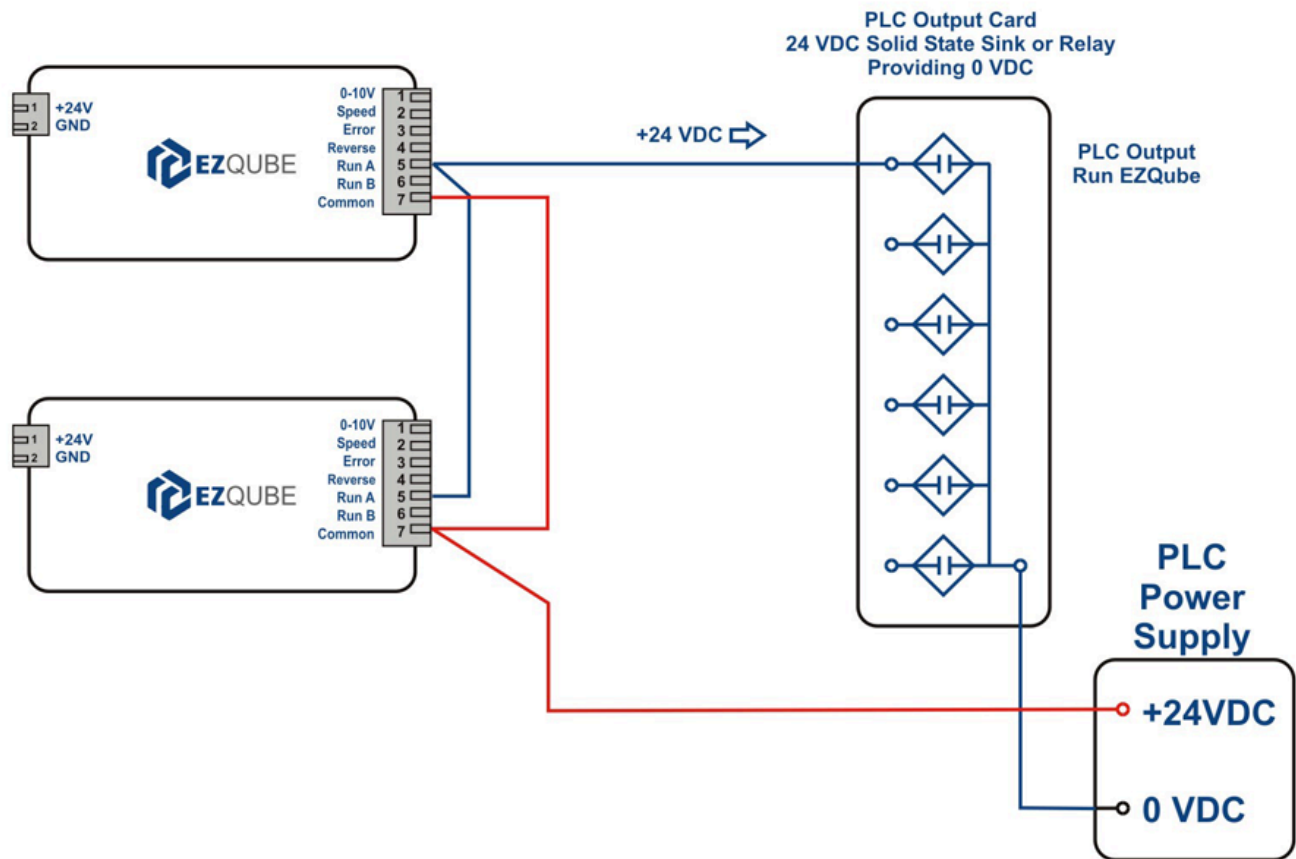 PLC Output Card
24 VDC Solid State Sink or Relay
Providing 0 VDC
1 +24V
2 GND
EZQUBE
0-10V 1
Speed 2
Error 3
Reverse 4
Run A 5
Run B 6
Common 7
+24 VDC
PLC Output
Run EZQube
1 +24V
2 GND
EZQUBE
0-10V 1
Speed 2
Error 3
Reverse 4
Run A 5
Run B 6
Common 7
PLC
Power
Supply
+24VDC
0 VDC